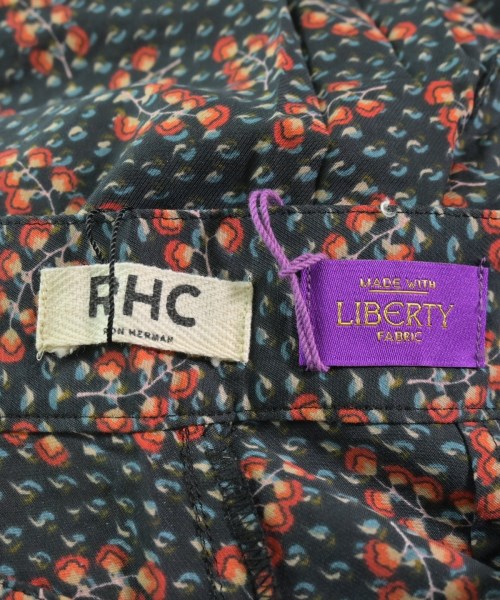 RHC
RON HERMAN
MADE WITH
LIBERTY
FABRIC